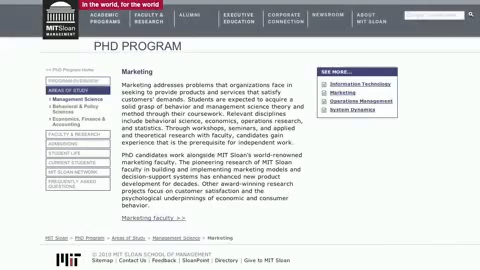 In the world, for the world
MIT Sloan
MANAGEMENT
ACADEMIC PROGRAMS
FACULTY & RESEARCH
ALUMNI
EXECUTIVE EDUCATION
CORPORATE CONNECTION
NEWSROOM
ABOUT MIT SLOAN
PHD PROGRAM
<< PhD Program Home
PROGRAM OVERVIEW
AREAS OF STUDY
Management Science
Behavioral & Policy Sciences
Economics, Finance & Accounting
FACULTY & RESEARCH
ADMISSIONS
STUDENT LIFE
CURRENT STUDENTS
MIT SLOAN NETWORK
FREQUENTLY ASKED QUESTIONS
Marketing
Marketing addresses problems that organizations face in
seeking to provide products and services that satisfy
customers' demands. Students are expected to acquire a
solid grasp of behavior and management science theory and
method through their coursework. Relevant disciplines
include behavioral science, economics, operations research,
and statistics. Through workshops, seminars, and applied
and theoretical research with faculty, candidates gain
experience that is the prerequisite for independent work.
PhD candidates work alongside MIT Sloan's world-renowned
marketing faculty. The pioneering research of MIT Sloan
faculty in building and implementing marketing models and
decision-support systems has enhanced new product
development for decades. Other award-winning research
projects focus on customer satisfaction and the
psychological underpinnings of economic and consumer
behavior.
Marketing faculty >>
SEE MORE...
Information Technology
Marketing
Operations Management
System Dynamics
MIT Sloan > PhD Program > Areas of Study > Management Science > Marketing
© 2010 MIT SLOAN SCHOOL OF MANAGEMENT
Sitemap | Contact Us | Feedback | SloanPoint | Directory | Give to MIT Sloan